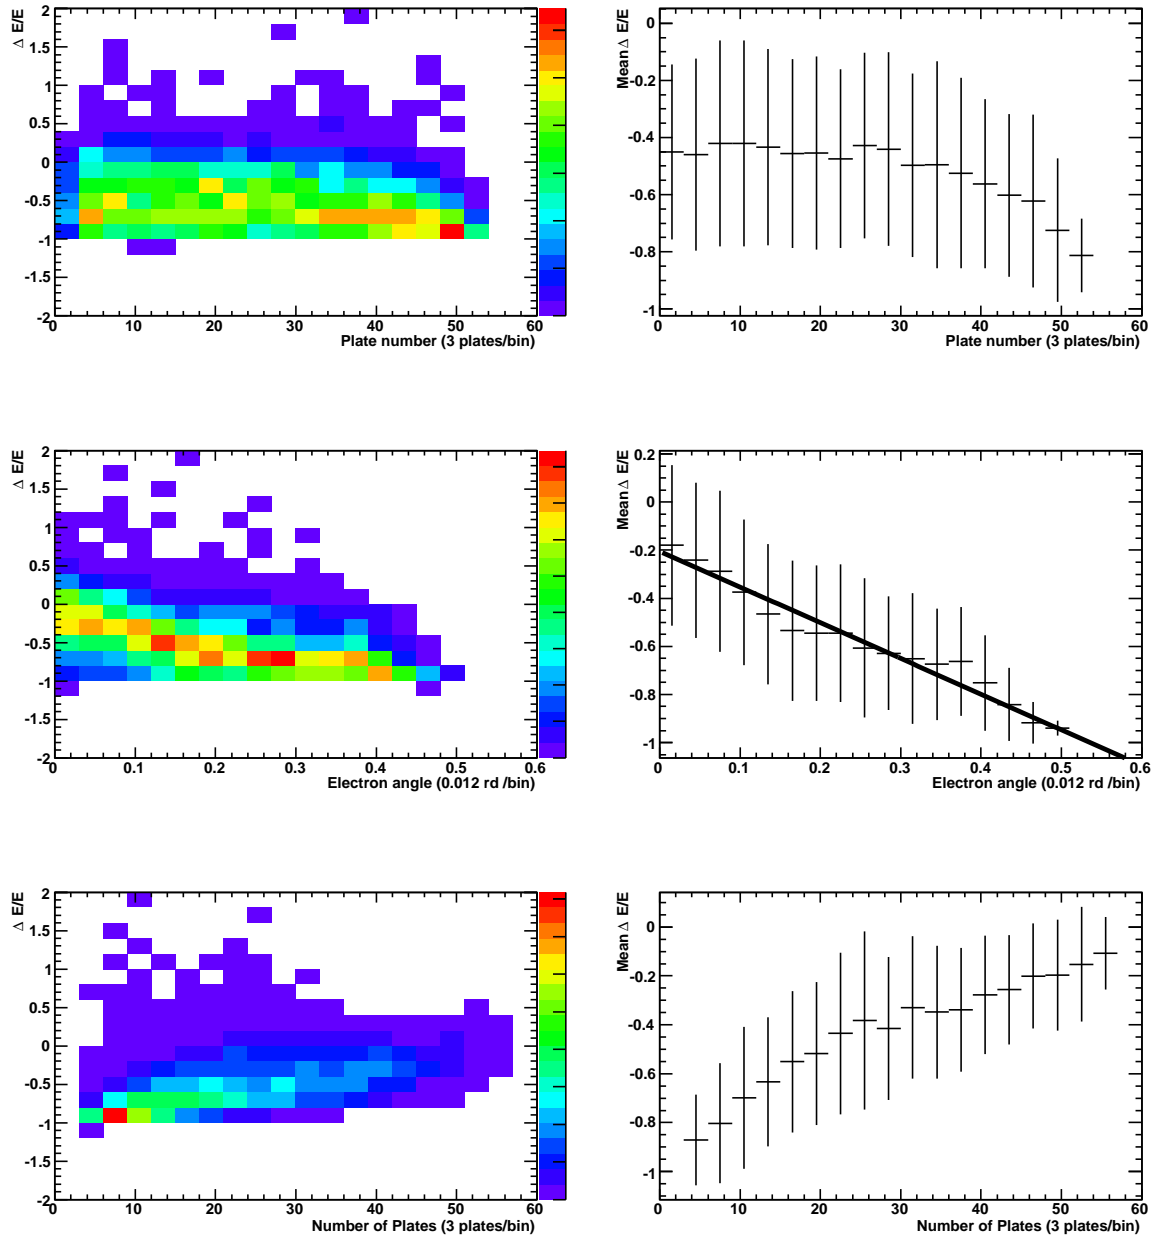 Δ E/E
2
1.5
1
0.5
0
-0.5
-1
-1.5
-2
0 10 20 30 40 50 60
Plate number (3 plates/bin)
Mean Δ E/E
0
-0.2
-0.4
-0.6
-0.8
-1
0 10 20 30 40 50 60
Plate number (3 plates/bin)
Δ E/E
2
1.5
1
0.5
0
-0.5
-1
-1.5
-2
0 0.1 0.2 0.3 0.4 0.5 0.6
Electron angle (0.012 rd /bin)
Mean Δ E/E
0.2
0
-0.2
-0.4
-0.6
-0.8
-1
0 0.1 0.2 0.3 0.4 0.5 0.6
Electron angle (0.012 rd /bin)
Δ E/E
2
1.5
1
0.5
0
-0.5
-1
-1.5
-2
0 10 20 30 40 50 60
Number of Plates (3 plates/bin)
Mean Δ E/E
0
-0.2
-0.4
-0.6
-0.8
-1
0 10 20 30 40 50 60
Number of Plates (3 plates/bin)